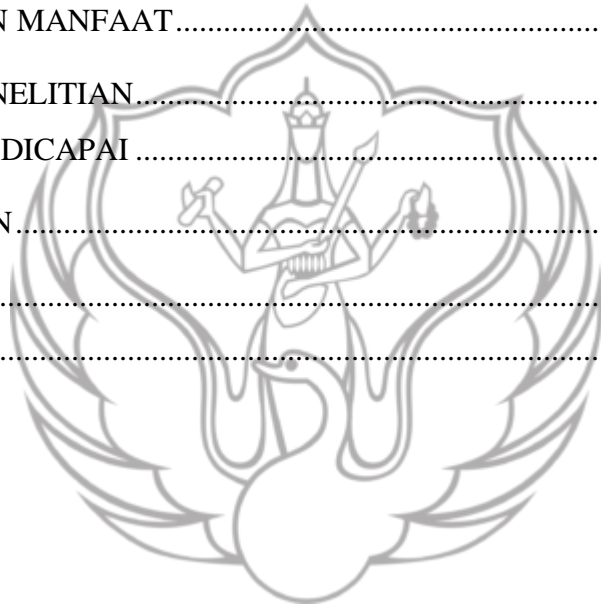 N MANFAAT......................................................
NELITIAN...........................................................
DICAPAI ...........................................................
N.........................................................................
...........................................................................
...........................................................................